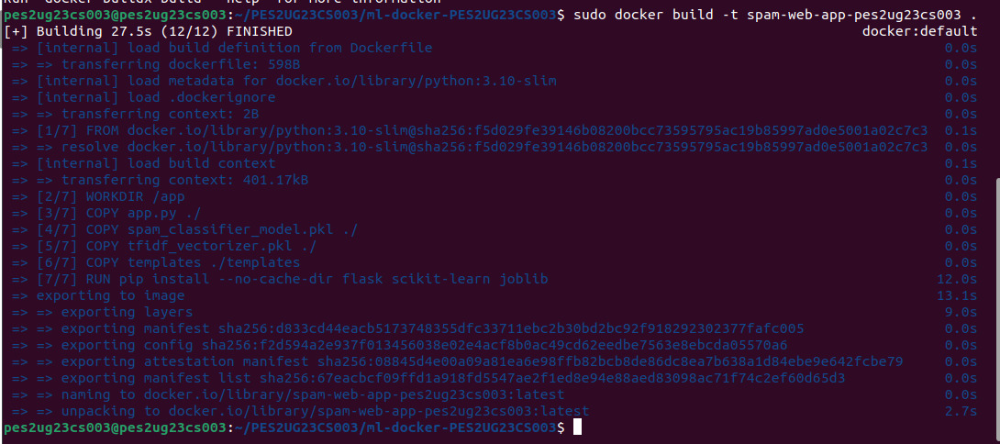 pes2ug23cs003@pes2ug23cs003:~/PES2UG23CS003/ml-docker-PES2UG23CS003$ sudo docker build -t spam-web-app-pes2ug23cs003 .
[+] Building 27.5s (12/12) FINISHED docker:default
=> [internal] load build definition from Dockerfile 0.0s
=> => transferring dockerfile: 598B 0.0s
=> [internal] load metadata for docker.io/library/python:3.10-slim 0.0s
=> [internal] load .dockerignore 0.0s
=> => transferring context: 2B 0.0s
=> [1/7] FROM docker.io/library/python:3.10-slim@sha256:f5d029fe39146b08200bcc73595795ac19b85997ad0e5001a02c7c3 0.1s
=> => resolve docker.io/library/python:3.10-slim@sha256:f5d029fe39146b08200bcc73595795ac19b85997ad0e5001a02c7c3 0.0s
=> [internal] load build context 0.1s
=> => transferring context: 401.17kB 0.0s
=> [2/7] WORKDIR /app 0.0s
=> [3/7] COPY app.py ./ 0.0s
=> [4/7] COPY spam_classifier_model.pkl ./ 0.0s
=> [5/7] COPY tfidf_vectorizer.pkl ./ 0.0s
=> [6/7] COPY templates ./templates 0.0s
=> [7/7] RUN pip install --no-cache-dir flask scikit-learn joblib 12.0s
=> exporting to image 13.1s
=> => exporting layers 9.0s
=> => exporting manifest sha256:d833cd44eacb5173748355dfc33711ebc2b30bd2bc92f918292302377fafc005 0.0s
=> => exporting config sha256:f2d594a2e937f013456038e02e4acf8b0ac49cd62eedbe7563e8ebcda05570a6 0.0s
=> => exporting attestation manifest sha256:08845d4e00a09a81ea6e98ffb82bcb8de86dc8ea7b638a1d84ebe9e642fcbe79 0.0s
=> => exporting manifest list sha256:67eacbcf09ffd1a918fd5547ae2f1ed8e94e88aed83098ac71f74c2ef60d65d3 0.0s
=> => naming to docker.io/library/spam-web-app-pes2ug23cs003:latest 0.0s
=> => unpacking to docker.io/library/spam-web-app-pes2ug23cs003:latest 2.7s
pes2ug23cs003@pes2ug23cs003:~/PES2UG23CS003/ml-docker-PES2UG23CS003$